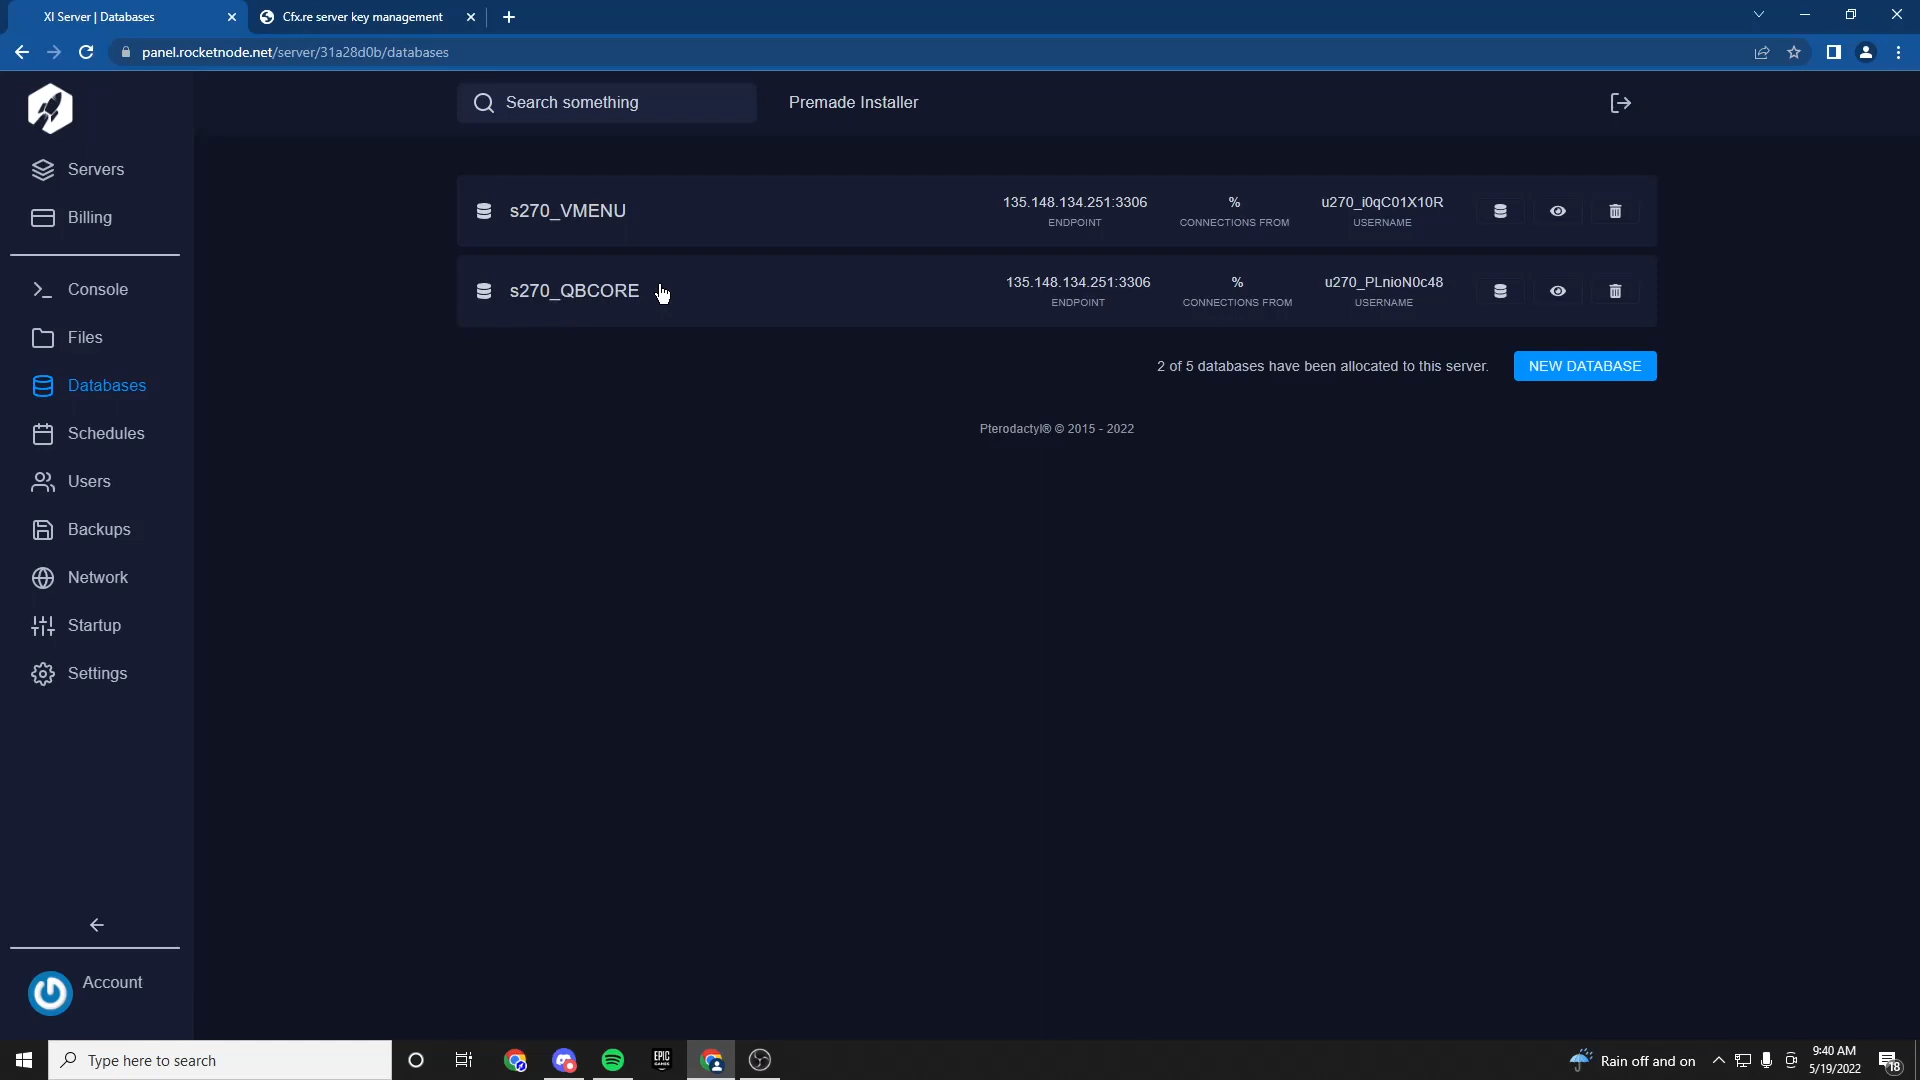 XI Server | Databases
Cfx.re server key management
panel.rocketnode.net/server/31a28d0b/databases
Search something
Premade Installer
Servers
Billing
Console
Files
Databases
Schedules
Users
Backups
Network
Startup
Settings
Account
s270_VMENU
135.148.134.251:3306
ENDPOINT
%
CONNECTIONS FROM
u270_i0qC01X10R
USERNAME
s270_QBCORE
135.148.134.251:3306
ENDPOINT
%
CONNECTIONS FROM
u270_PLnioN0c48
USERNAME
2 of 5 databases have been allocated to this server.
NEW DATABASE
Pterodactyl® © 2015 - 2022
Type here to search
EPIC
GAMES
Rain off and on
9:40 AM
5/19/2022
18